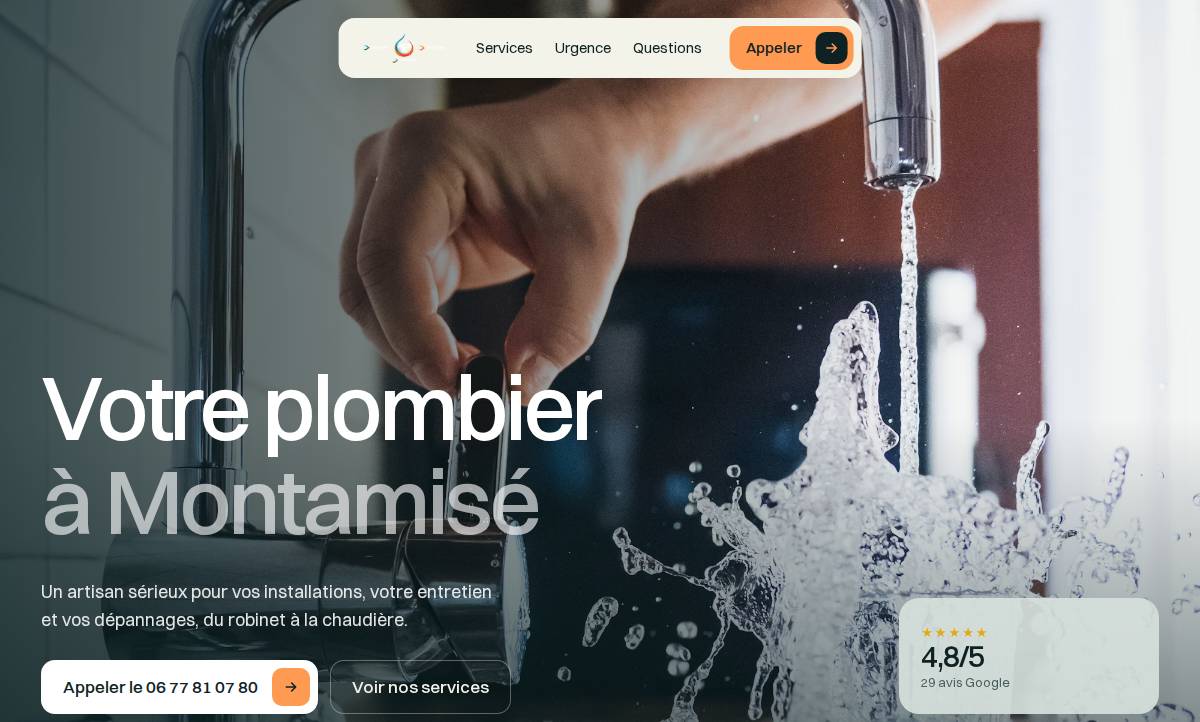 Services
Urgence
Questions
Appeler
Votre plombier
à Montamisé
Un artisan sérieux pour vos installations, votre entretien
et vos dépannages, du robinet à la chaudière.
Appeler le 06 77 81 07 80
Voir nos services
★★★★★
4,8/5
29 avis Google